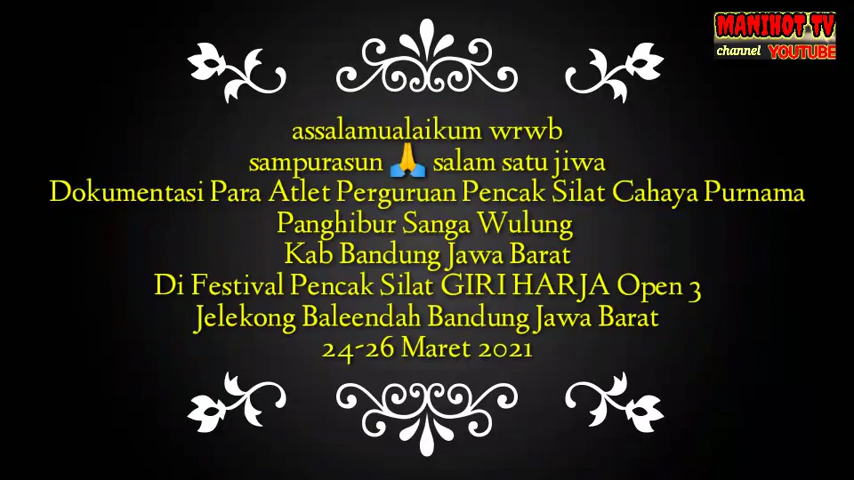 MANIHOT TV
channel YOUTUBE
assalamualaikum wrwb
sampurasun 🙏 salam satu jiwa
Dokumentasi Para Atlet Perguruan Pencak Silat Cahaya Purnama
Panghibur Sanga Wulung
Kab Bandung Jawa Barat
Di Festival Pencak Silat GIRI HARJA Open 3
Jelekong Baleendah Bandung Jawa Barat
24-26 Maret 2021